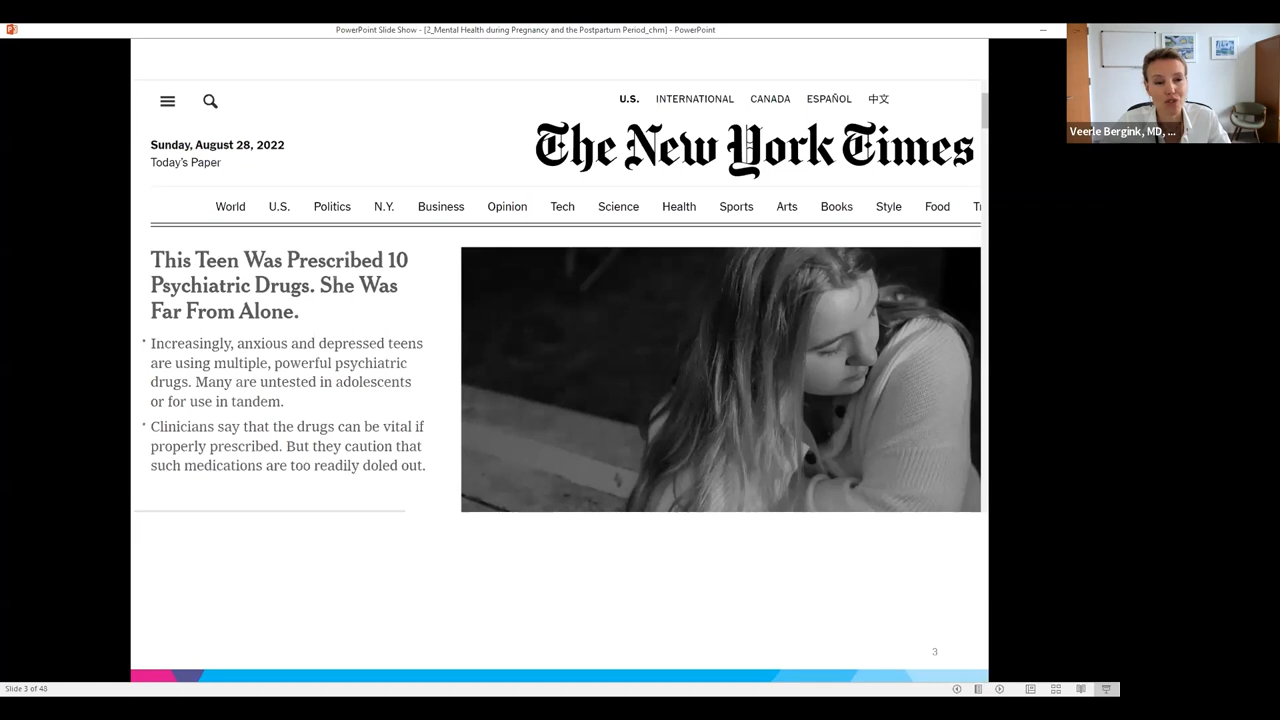 PowerPoint Slide Show - [2_Mental Health during Pregnancy and the Postpartum Period_chm] - PowerPoint
Veerle Bergink, MD, ...
U.S. INTERNATIONAL CANADA ESPAÑOL 中文
Sunday, August 28, 2022
Today's Paper
The New York Times
World U.S. Politics N.Y. Business Opinion Tech Science Health Sports Arts Books Style Food
This Teen Was Prescribed 10
Psychiatric Drugs. She Was
Far From Alone.
Increasingly, anxious and depressed teens
are using multiple, powerful psychiatric
drugs. Many are untested in adolescents
or for use in tandem.
Clinicians say that the drugs can be vital if
properly prescribed. But they caution that
such medications are too readily doled out.
3
Slide 3 of 48